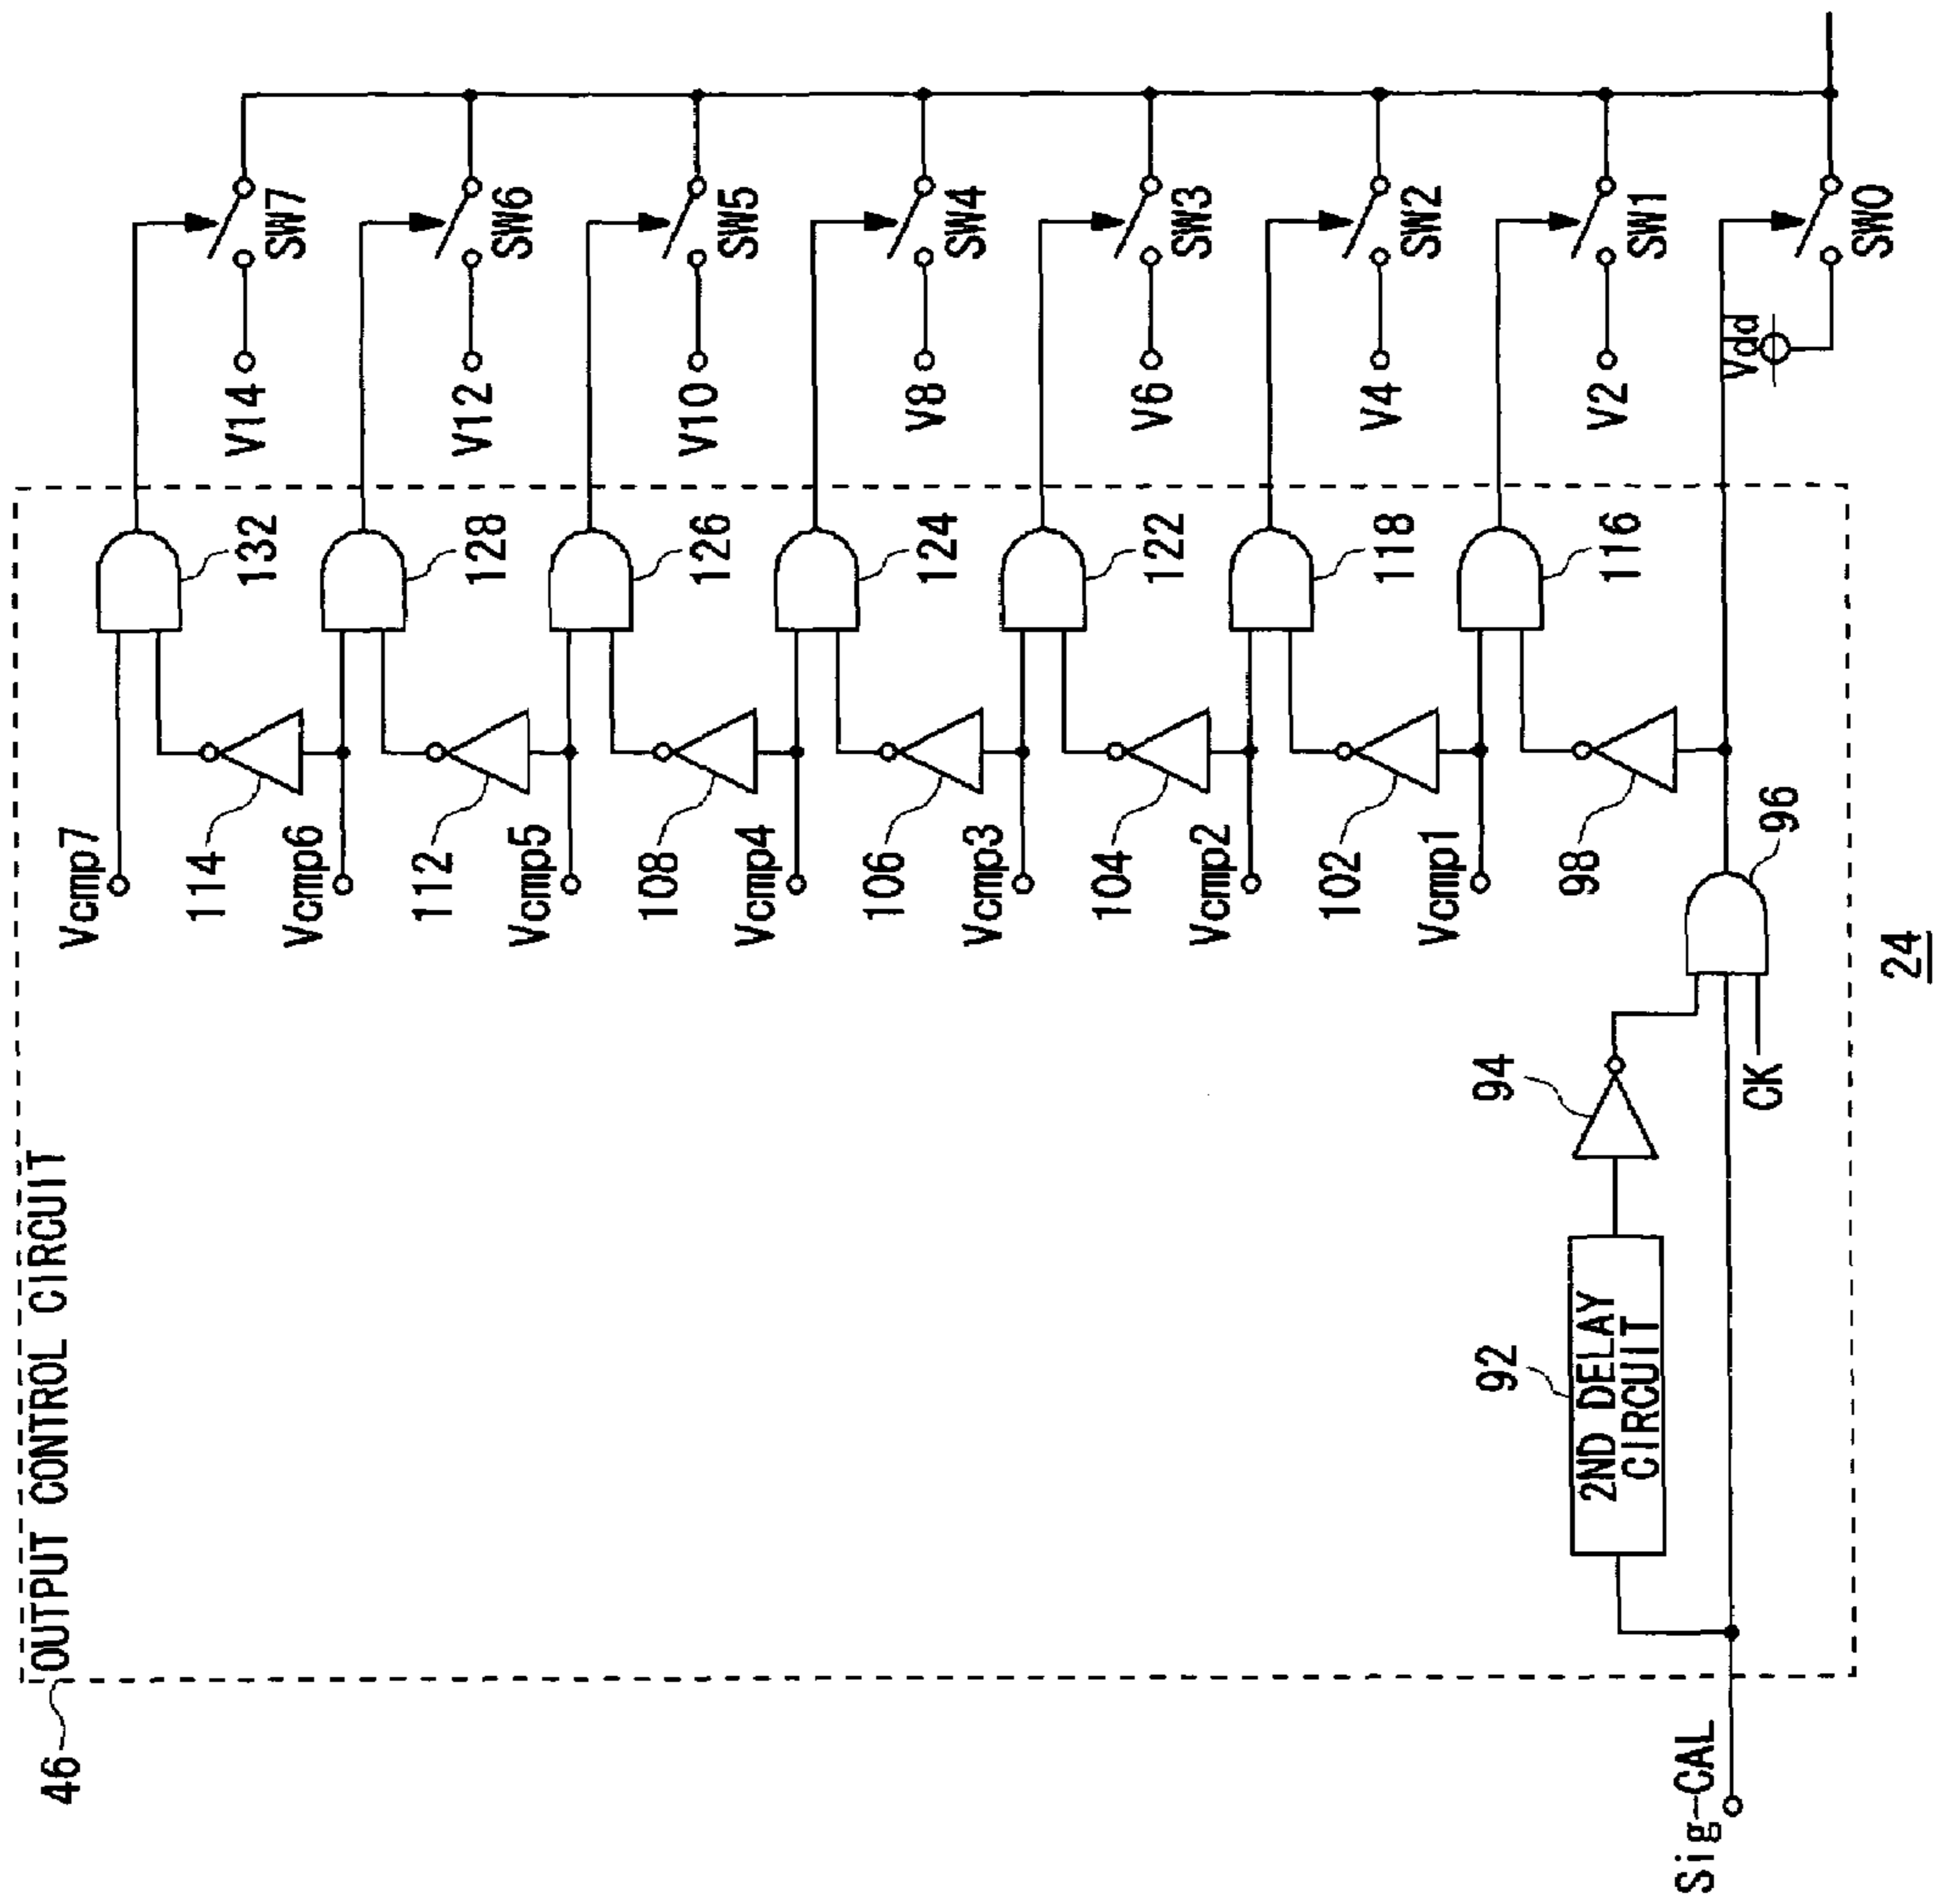 46
OUTPUT CONTROL CIRCUIT
Sig-CAL
92
2ND DELAY
CIRCUIT
94
CK
96
Vcmp7
114
Vcmp6
112
Vcmp5
108
Vcmp4
106
Vcmp3
104
Vcmp2
102
Vcmp1
98
132
128
126
124
122
118
116
V14
SW7
V12
SW6
V10
SW5
V8
SW4
V6
SW3
V4
SW2
V2
SW1
Vdd
SW0
24